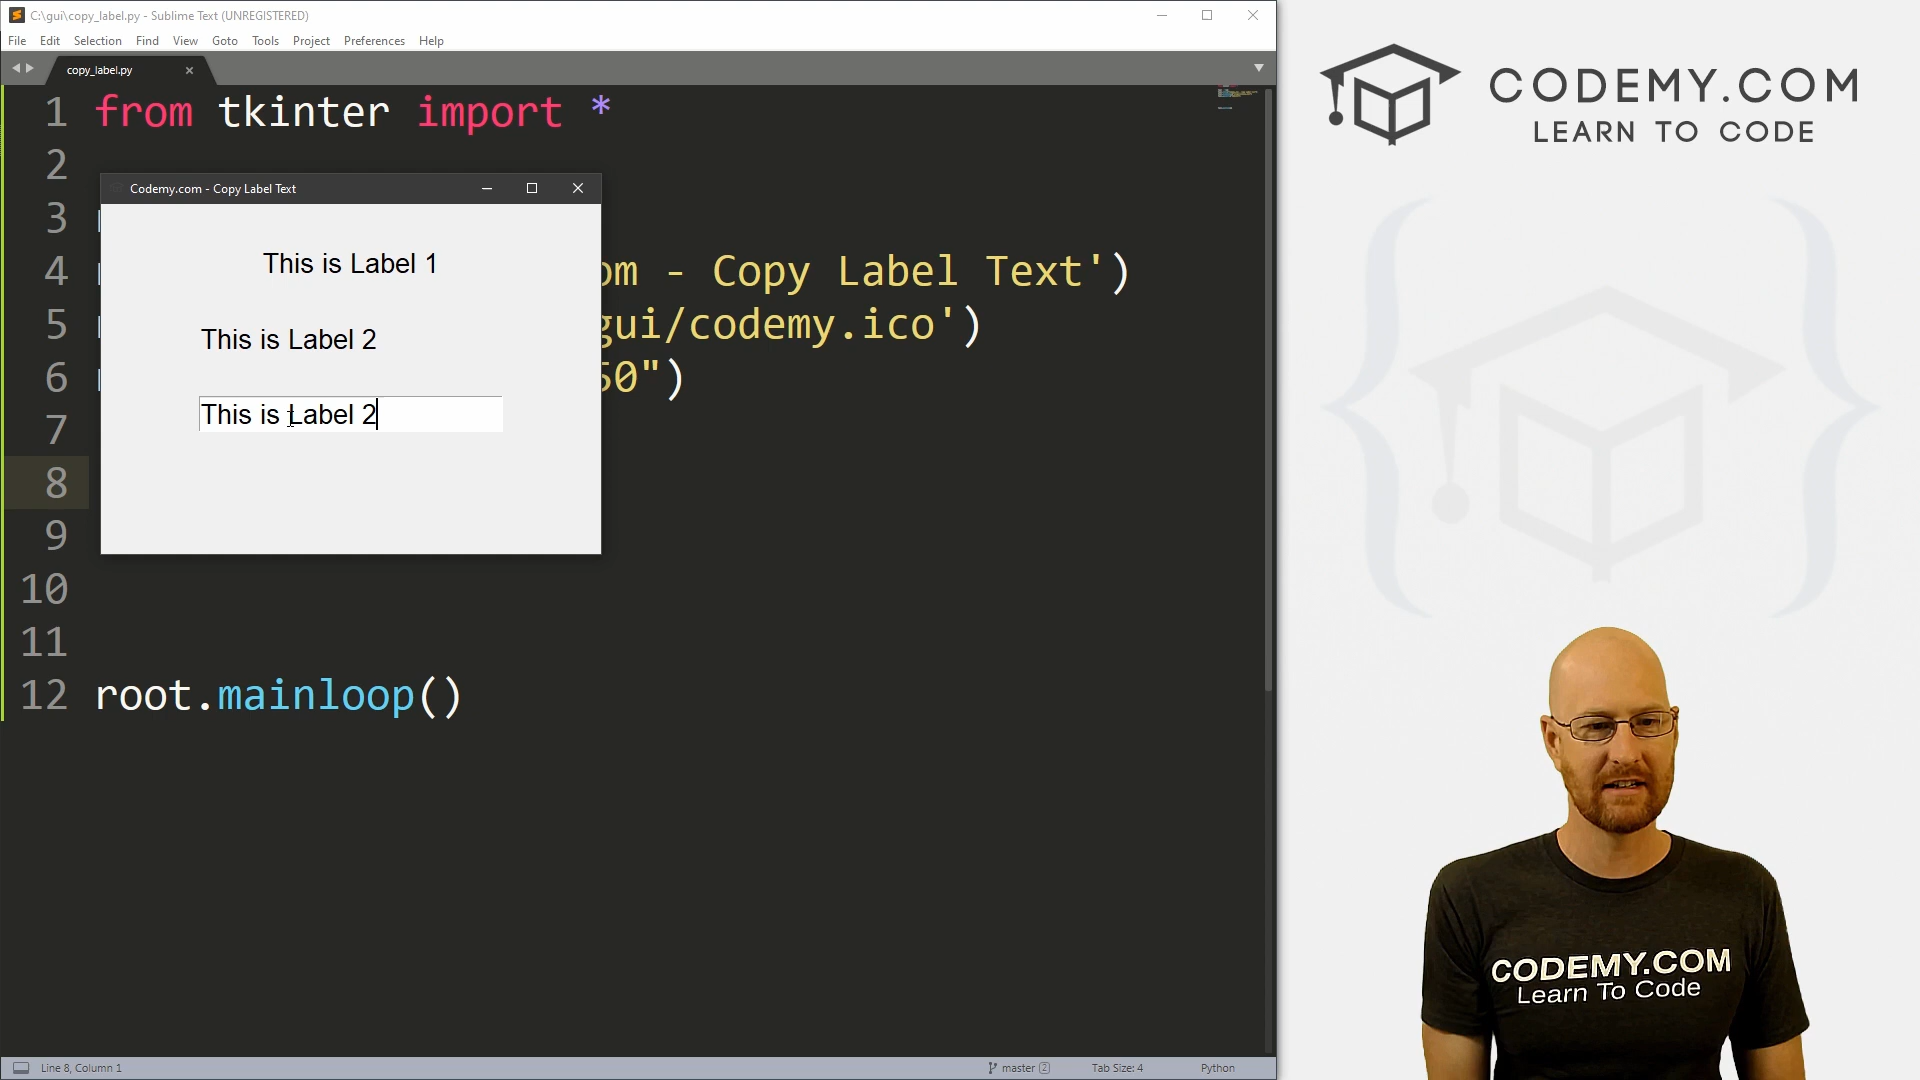 C:\gui\copy_label.py - Sublime Text (UNREGISTERED)
File Edit Selection Find View Goto Tools Project Preferences Help
copy_label.py
1 from tkinter import *
2
3
4 om - Copy Label Text')
5 gui/codemy.ico')
6 50")
7
8
9
10
11
12 root.mainloop()
Codemy.com - Copy Label Text
This is Label 1
This is Label 2
This is Label 2
Line 8, Column 1
master 2
Tab Size: 4
Python
CODEMY.COM
LEARN TO CODE
CODEMY.COM
Learn To Code